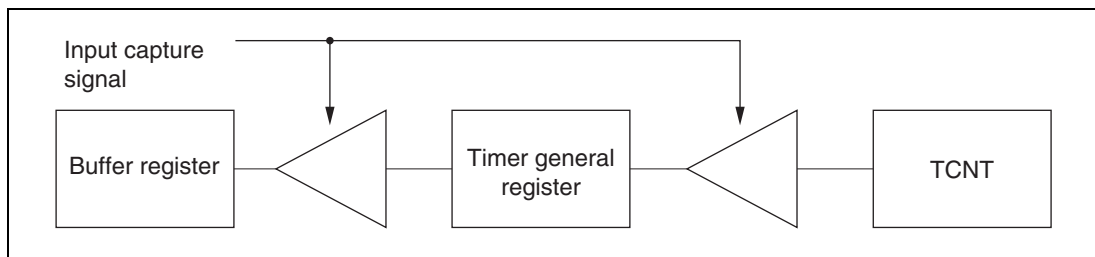 Input capture
signal
Buffer register
Timer general
register
TCNT